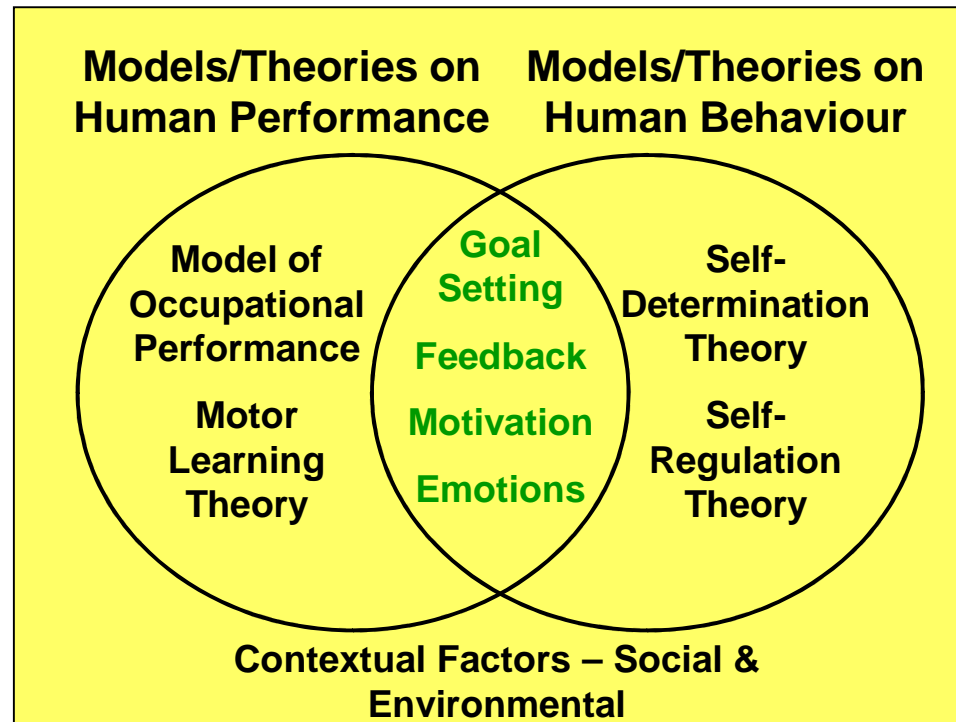 Models/Theories on
Human Performance
Models/Theories on
Human Behaviour
Model of
Occupational
Performance
Motor
Learning
Theory
Goal
Setting
Feedback
Motivation
Emotions
Self-
Determination
Theory
Self-
Regulation
Theory
Contextual Factors – Social &
Environmental